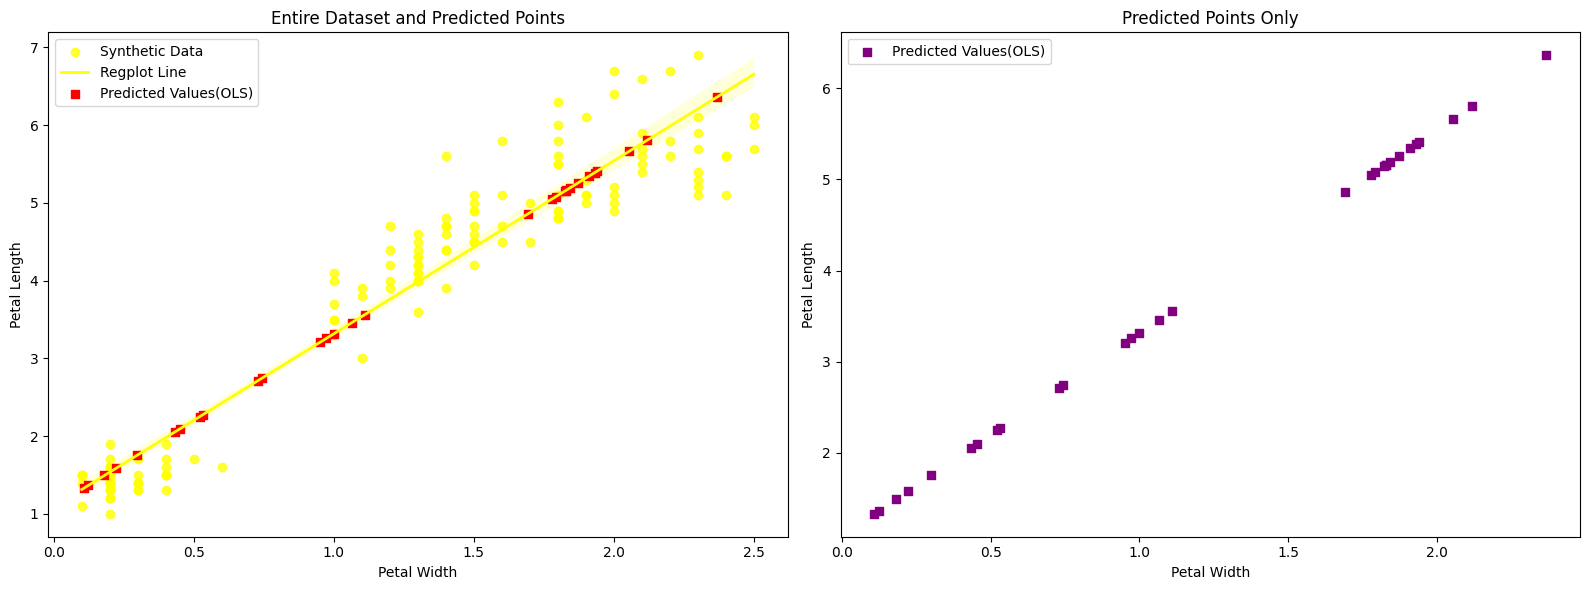 Entire Dataset and Predicted Points
Synthetic Data
Regplot Line
Predicted Values(OLS)
Petal Length
7
6
5
4
3
2
1
0.0 0.5 1.0 1.5 2.0 2.5
Petal Width
Predicted Points Only
Predicted Values(OLS)
Petal Length
6
5
4
3
2
0.0 0.5 1.0 1.5 2.0
Petal Width